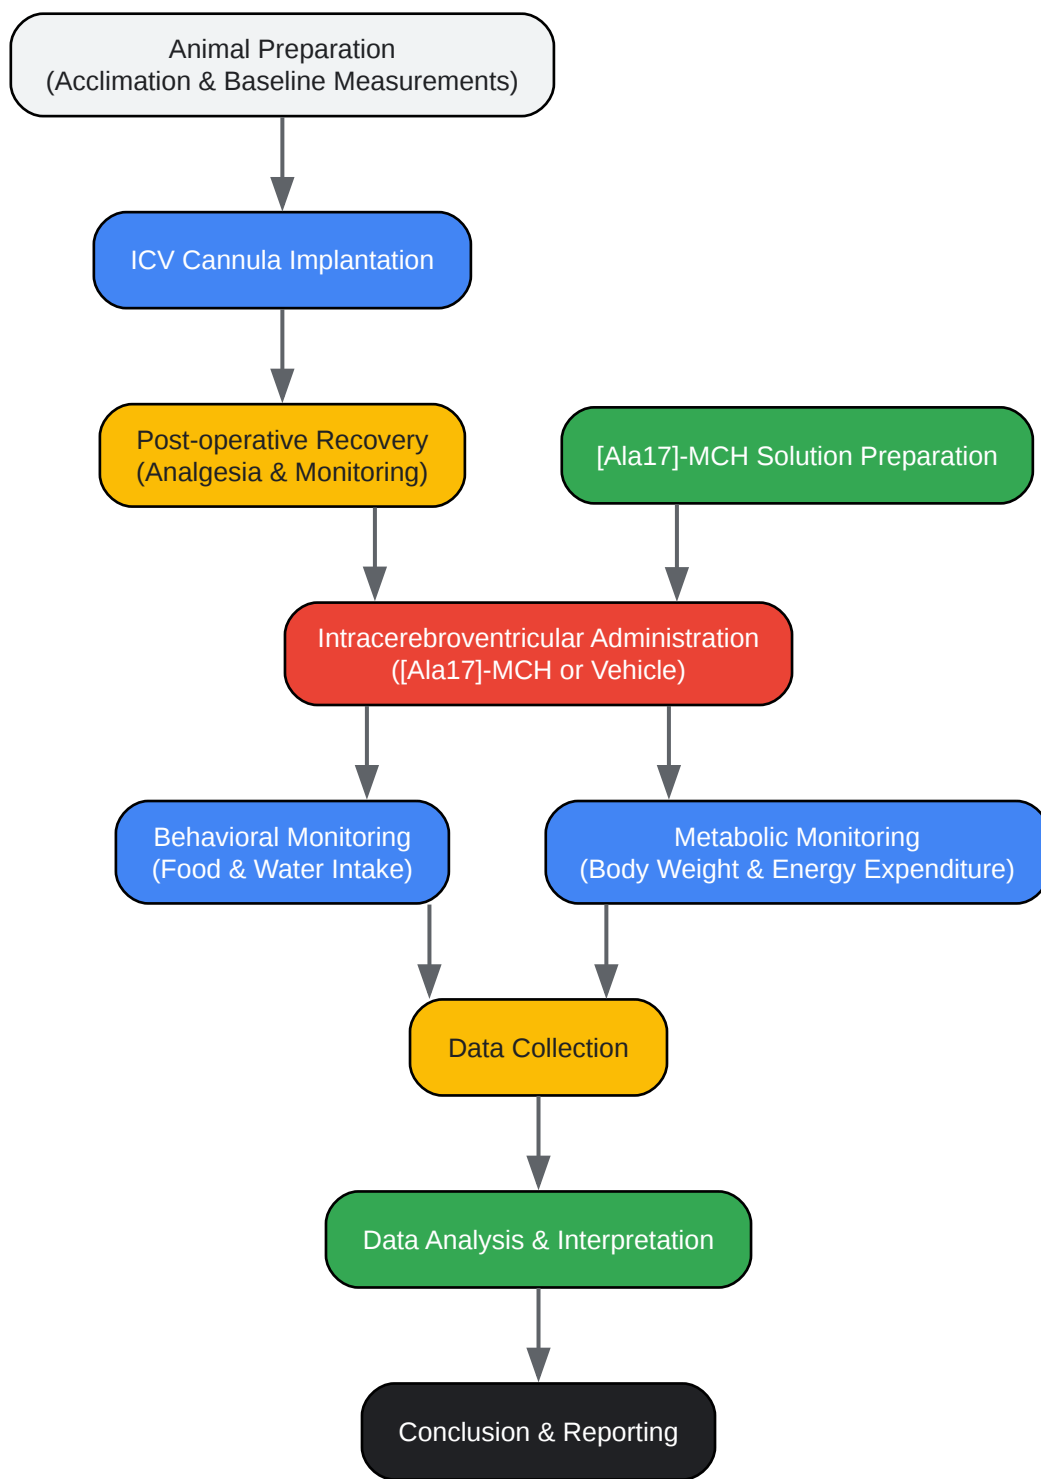 Animal Preparation
(Acclimation & Baseline Measurements)
ICV Cannula Implantation
Post-operative Recovery
(Analgesia & Monitoring)
[Ala17]-MCH Solution Preparation
Intracerebroventricular Administration
([Ala17]-MCH or Vehicle)
Behavioral Monitoring
(Food & Water Intake)
Metabolic Monitoring
(Body Weight & Energy Expenditure)
Data Collection
Data Analysis & Interpretation
Conclusion & Reporting